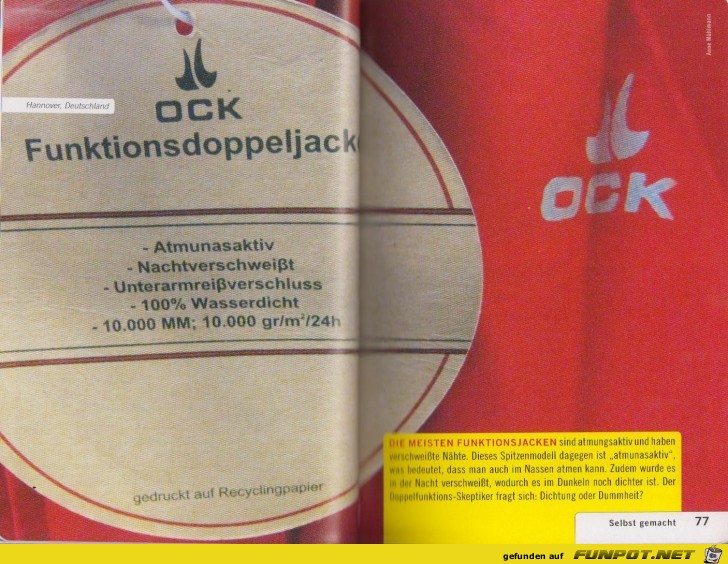 Hannover, Deutschland
OCK
Funktionsdoppeljack
- Atmunasaktiv
- Nachtverschweißt
- Unterarmreißverschluss
- 100% Wasserdicht
- 10.000 MM; 10.000 gr/m²/24h
gedruckt auf Recyclingpapier
OCK
Anna Mählmann
DIE MEISTEN FUNKTIONSJACKEN sind atmungsaktiv und haben
verschweißte Nähte. Dieses Spitzenmodell dagegen ist „atmunasaktiv“,
was bedeutet, dass man auch im Nassen atmen kann. Zudem wurde es
in der Nacht verschweißt, wodurch es im Dunkeln noch dichter ist. Der
Doppelfunktions-Skeptiker fragt sich: Dichtung oder Dummheit?
Selbst gemacht 77
gefunden auf FUNPOT.NET